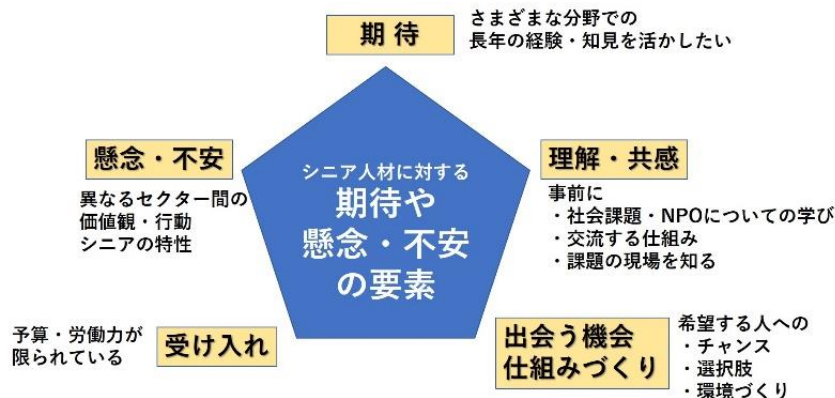 期 待
さまざまな分野での
長年の経験・知見を活かしたい
懸念・不安
異なるセクター間の
価値観・行動
シニアの特性
シニア人材に対する
期待や
懸念・不安
の要素
理解・共感
事前に
・社会課題・NPOについての学び
・交流する仕組み
・課題の現場を知る
予算・労働力が
限られている
受け入れ
出会う機会
仕組みづくり
希望する人への
・チャンス
・選択肢
・環境づくり